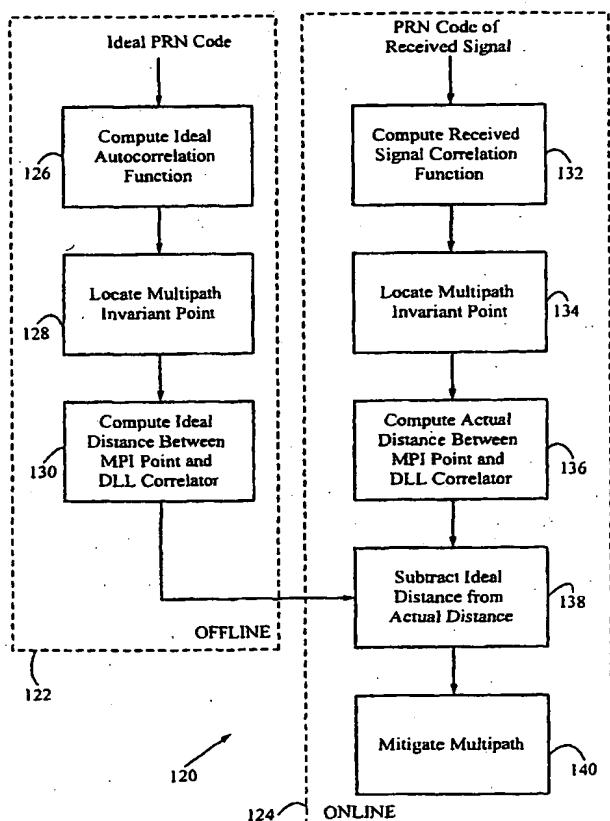 Ideal PRN Code
Compute Ideal
Autocorrelation
Function
126
Locate Multipath
Invariant Point
128
Compute Ideal
Distance Between
MPI Point and
DLL Correlator
130
OFFLINE
122
PRN Code of
Received Signal
Compute Received
Signal Correlation
Function
132
Locate Multipath
Invariant Point
134
Compute Actual
Distance Between
MPI Point and
DLL Correlator
136
Subtract Ideal
Distance from
Actual Distance
138
Mitigate Multipath
140
120
124
ONLINE